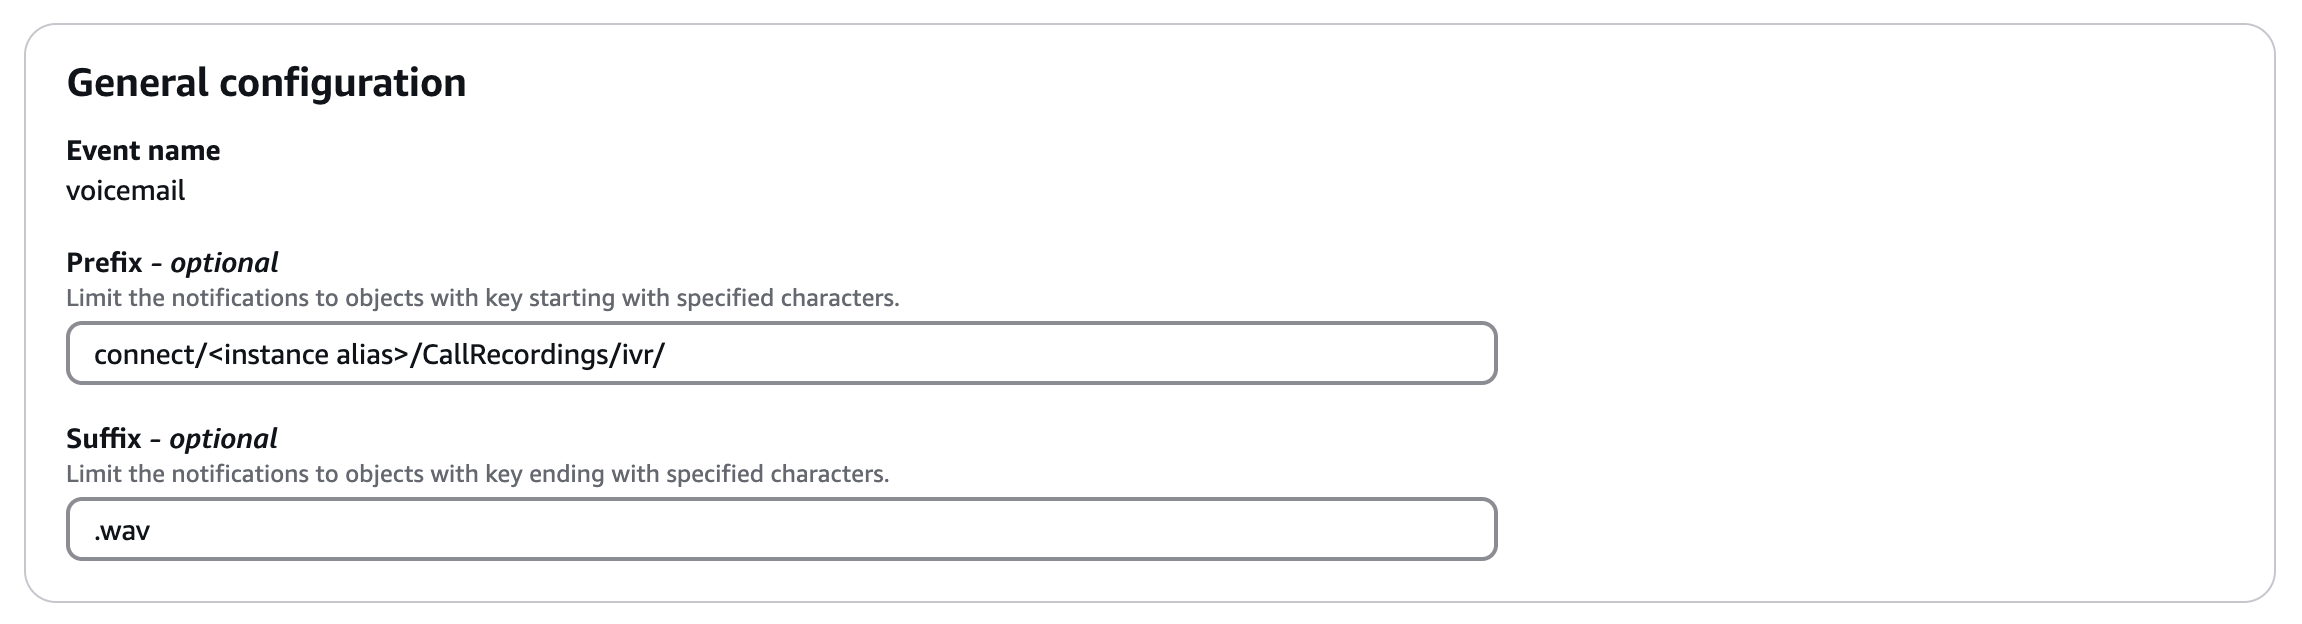 General configuration
Event name
voicemail
Prefix - optional
Limit the notifications to objects with key starting with specified characters.
connect/<instance alias>/CallRecordings/ivr/
Suffix - optional
Limit the notifications to objects with key ending with specified characters.
.wav